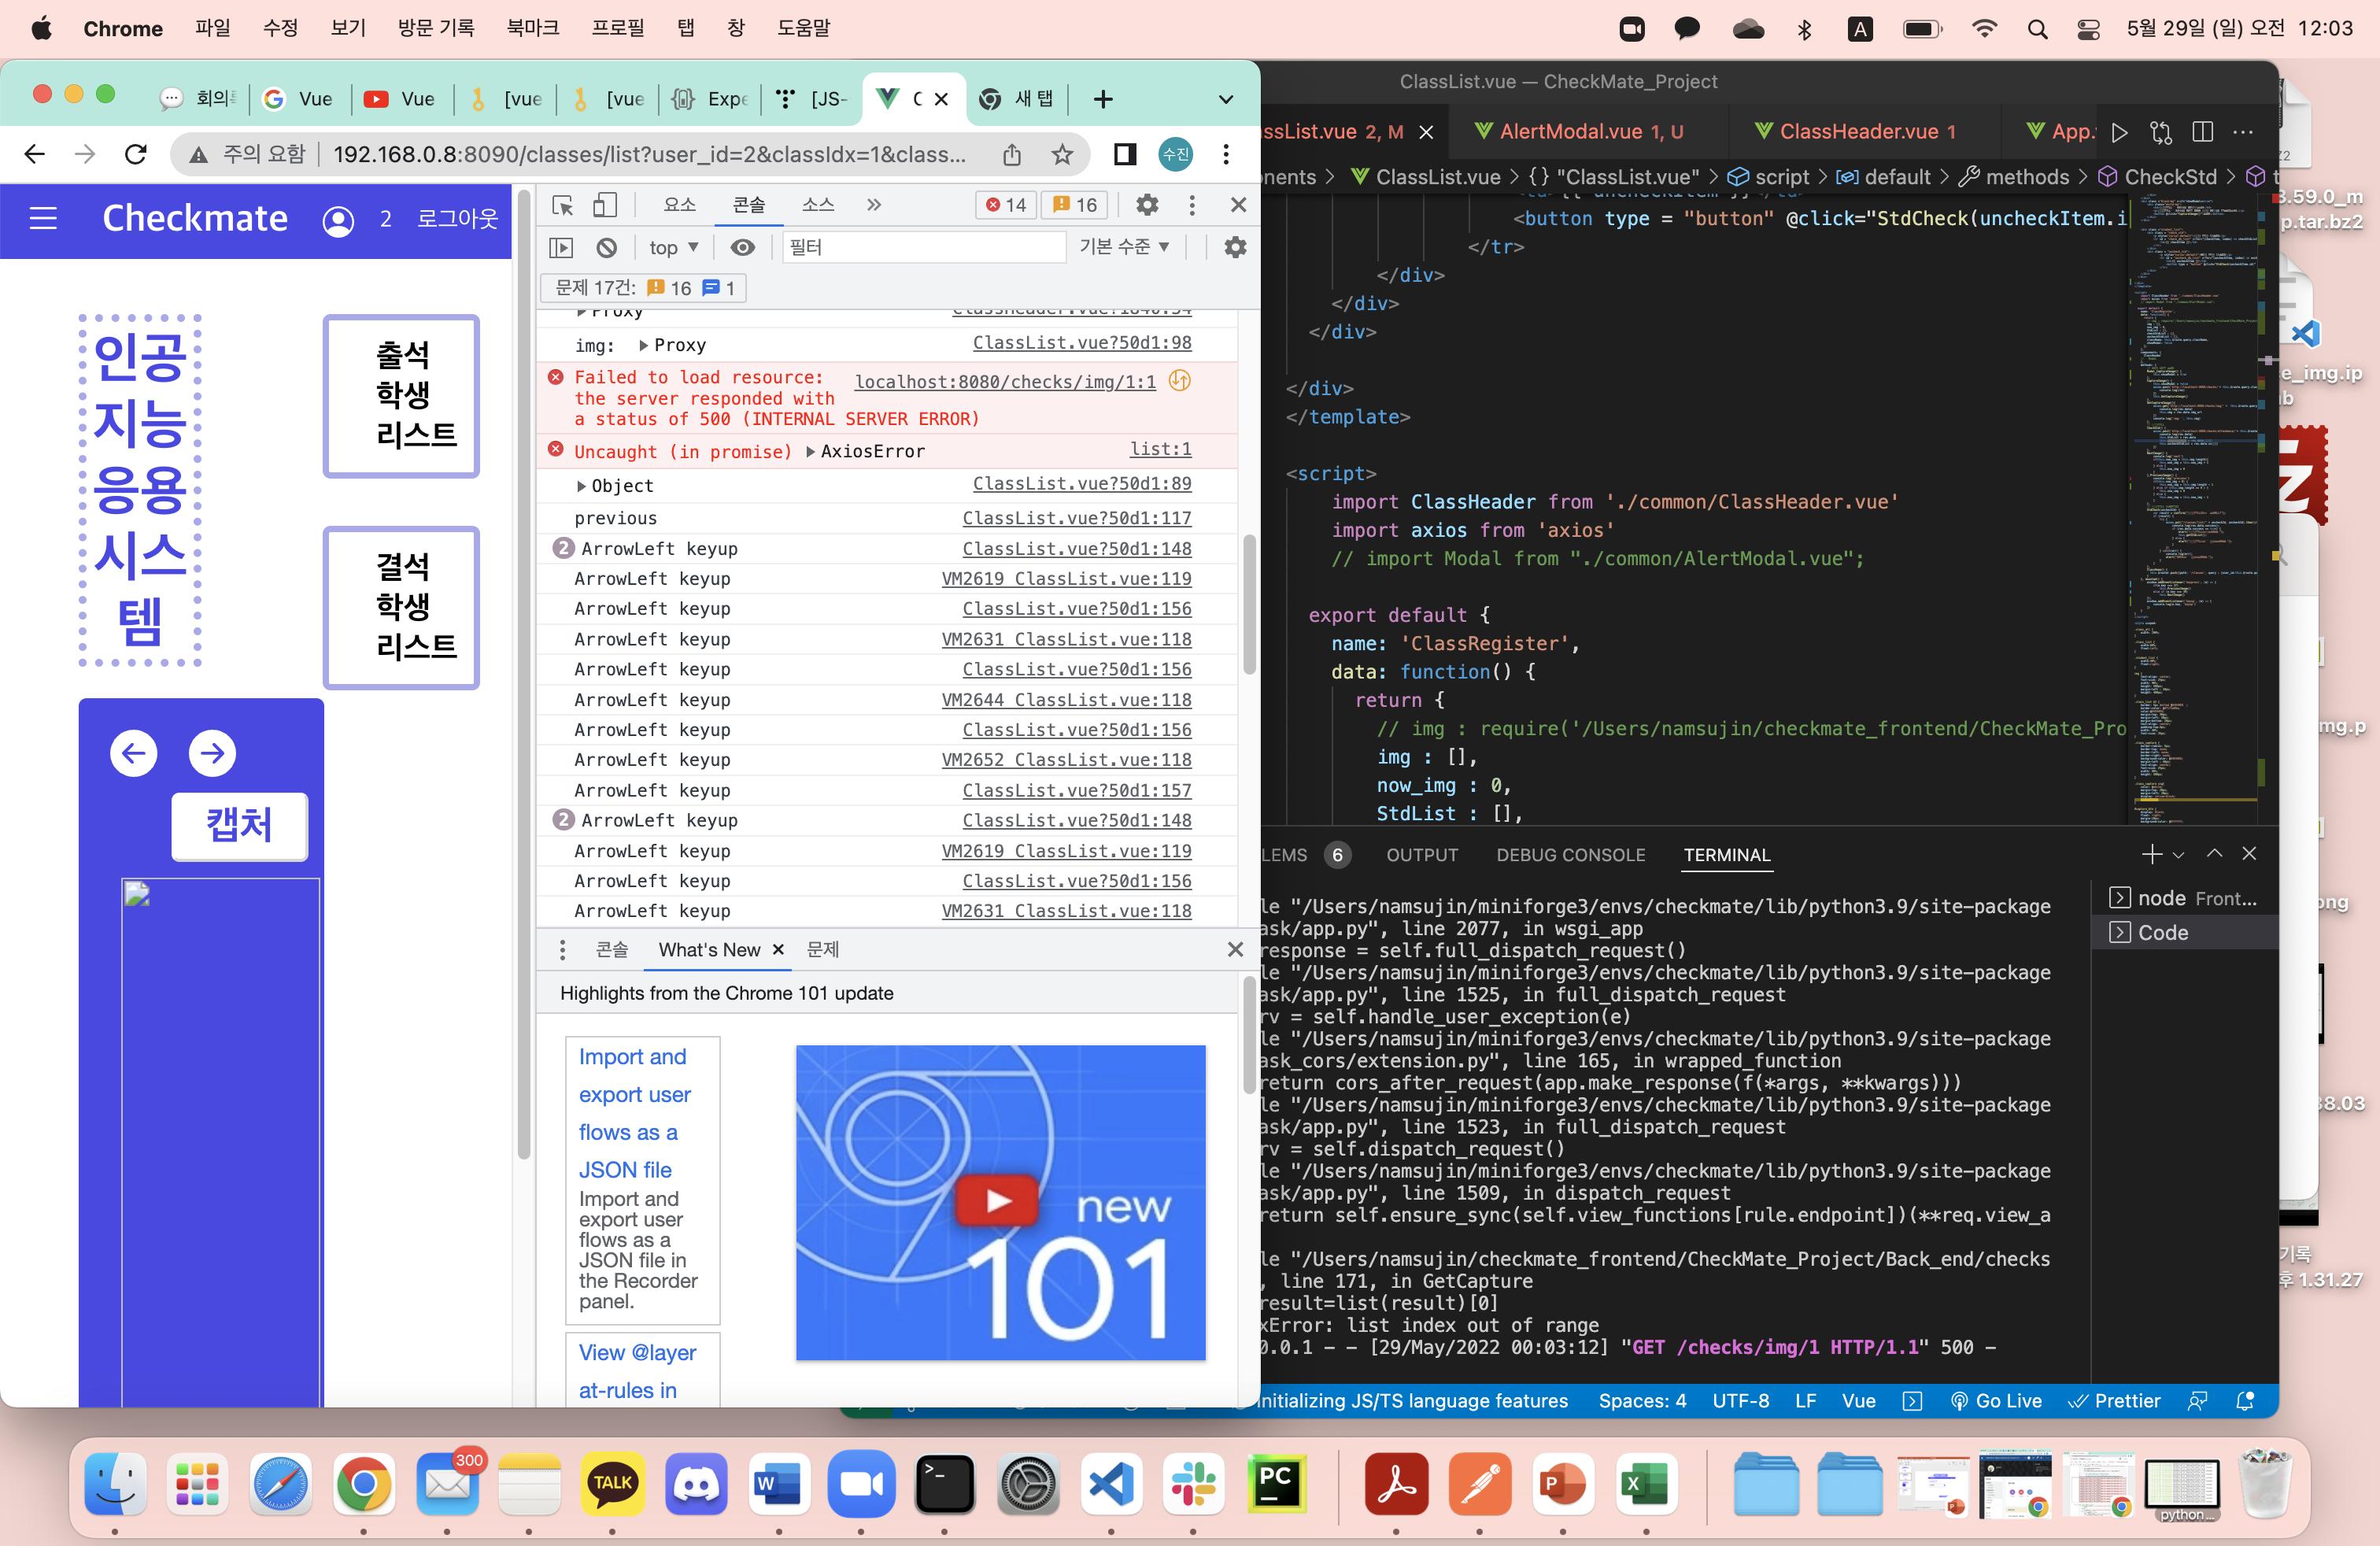 Chrome 파일 수정 보기 방문 기록 북마크 프로필 탭 창 도움말 A 5월 29일 (일) 오전 12:03
회의 Vue Vue [vue [vue Expe [JS- 새 탭
주의 요함 192.168.0.8:8090/classes/list?user_id=2&classIdx=1&class... 수진
Checkmate 2 로그아웃
인공
지능
응용
시스
템
출석
학생
리스트
결석
학생
리스트
캡처
요소 콘솔 소스 14 16
top 필터 기본 수준
문제 17건: 16 1
Proxy
img: Proxy ClassList.vue?50d1:98
Failed to load resource: localhost:8080/checks/img/1:1
the server responded with
a status of 500 (INTERNAL SERVER ERROR)
Uncaught (in promise) AxiosError list:1
Object ClassList.vue?50d1:89
previous ClassList.vue?50d1:117
2 ArrowLeft keyup ClassList.vue?50d1:148
ArrowLeft keyup VM2619 ClassList.vue:119
ArrowLeft keyup ClassList.vue?50d1:156
ArrowLeft keyup VM2631 ClassList.vue:118
ArrowLeft keyup ClassList.vue?50d1:156
ArrowLeft keyup VM2644 ClassList.vue:118
ArrowLeft keyup ClassList.vue?50d1:156
ArrowLeft keyup VM2652 ClassList.vue:118
ArrowLeft keyup ClassList.vue?50d1:157
2 ArrowLeft keyup ClassList.vue?50d1:148
ArrowLeft keyup VM2619 ClassList.vue:119
ArrowLeft keyup ClassList.vue?50d1:156
ArrowLeft keyup VM2631 ClassList.vue:118
콘솔 What's New 문제
Highlights from the Chrome 101 update
Import and
export user
flows as a
JSON file
Import and
export user
flows as a
JSON file in
the Recorder
panel.
View @layer
at-rules in
new
101
ClassList.vue — CheckMate_Project
ssList.vue 2, M AlertModal.vue 1, U ClassHeader.vue 1 App.
nents > ClassList.vue > {} "ClassList.vue" > script > default > methods > CheckStd > t
<button type = "button" @click="StdCheck(uncheckItem.i
</tr>
</div>
</div>
</div>
</div>
</template>
<script>
import ClassHeader from './common/ClassHeader.vue'
import axios from 'axios'
// import Modal from "./common/AlertModal.vue";
export default {
name: 'ClassRegister',
data: function() {
return {
// img : require('/Users/namsujin/checkmate_frontend/CheckMate_Pro
img : [],
now_img : 0,
StdList : [],
LEMS 6 OUTPUT DEBUG CONSOLE TERMINAL
node Front...
Code
le "/Users/namsujin/miniforge3/envs/checkmate/lib/python3.9/site-package
ask/app.py", line 2077, in wsgi_app
response = self.full_dispatch_request()
le "/Users/namsujin/miniforge3/envs/checkmate/lib/python3.9/site-package
ask/app.py", line 1525, in full_dispatch_request
rv = self.handle_user_exception(e)
le "/Users/namsujin/miniforge3/envs/checkmate/lib/python3.9/site-package
ask_cors/extension.py", line 165, in wrapped_function
return cors_after_request(app.make_response(f(*args, **kwargs)))
le "/Users/namsujin/miniforge3/envs/checkmate/lib/python3.9/site-package
ask/app.py", line 1523, in full_dispatch_request
rv = self.dispatch_request()
le "/Users/namsujin/miniforge3/envs/checkmate/lib/python3.9/site-package
ask/app.py", line 1509, in dispatch_request
return self.ensure_sync(self.view_functions[rule.endpoint])(**req.view_a
le "/Users/namsujin/checkmate_frontend/CheckMate_Project/Back_end/checks
, line 171, in GetCapture
result=list(result)[0]
xError: list index out of range
0.0.1 - - [29/May/2022 00:03:12] "GET /checks/img/1 HTTP/1.1" 500 -
nitializing JS/TS language features Spaces: 4 UTF-8 LF Vue Go Live Prettier
3.59.0_m
p.tar.bz2
e_img.ip
mg.p
ong
38.03
기록
후 1.31.27
300
TALK
W
PC
P
X
python...